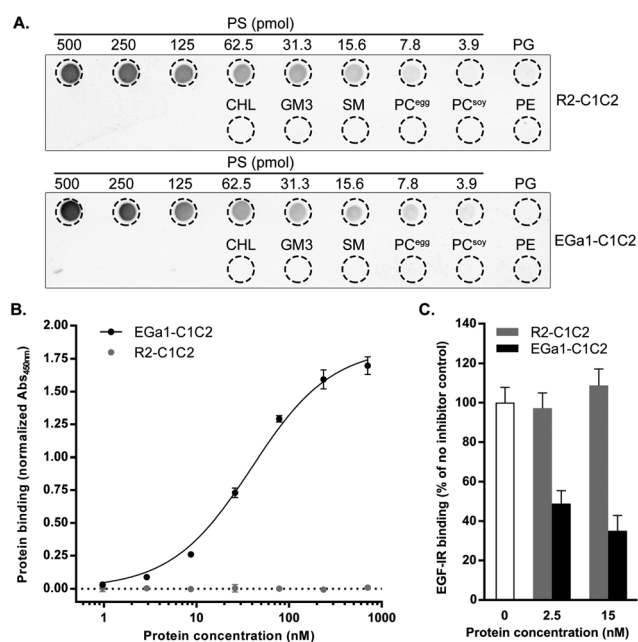 A.
PS (pmol)
500 250 125 62.5 31.3 15.6 7.8 3.9 PG
CHL GM3 SM PCegg PCsoy PE
R2-C1C2
PS (pmol)
500 250 125 62.5 31.3 15.6 7.8 3.9 PG
CHL GM3 SM PCegg PCsoy PE
EGa1-C1C2
B.
Protein binding (normalized Abs450nm)
2.00
1.75
1.50
1.25
1.00
0.75
0.50
0.25
0.00
EGa1-C1C2
R2-C1C2
1 10 100 1000
Protein concentration (nM)
C.
EGF-IR binding (% of no inhibitor control)
140
120
100
80
60
40
20
0
R2-C1C2
EGa1-C1C2
0 2.5 15
Protein concentration (nM)